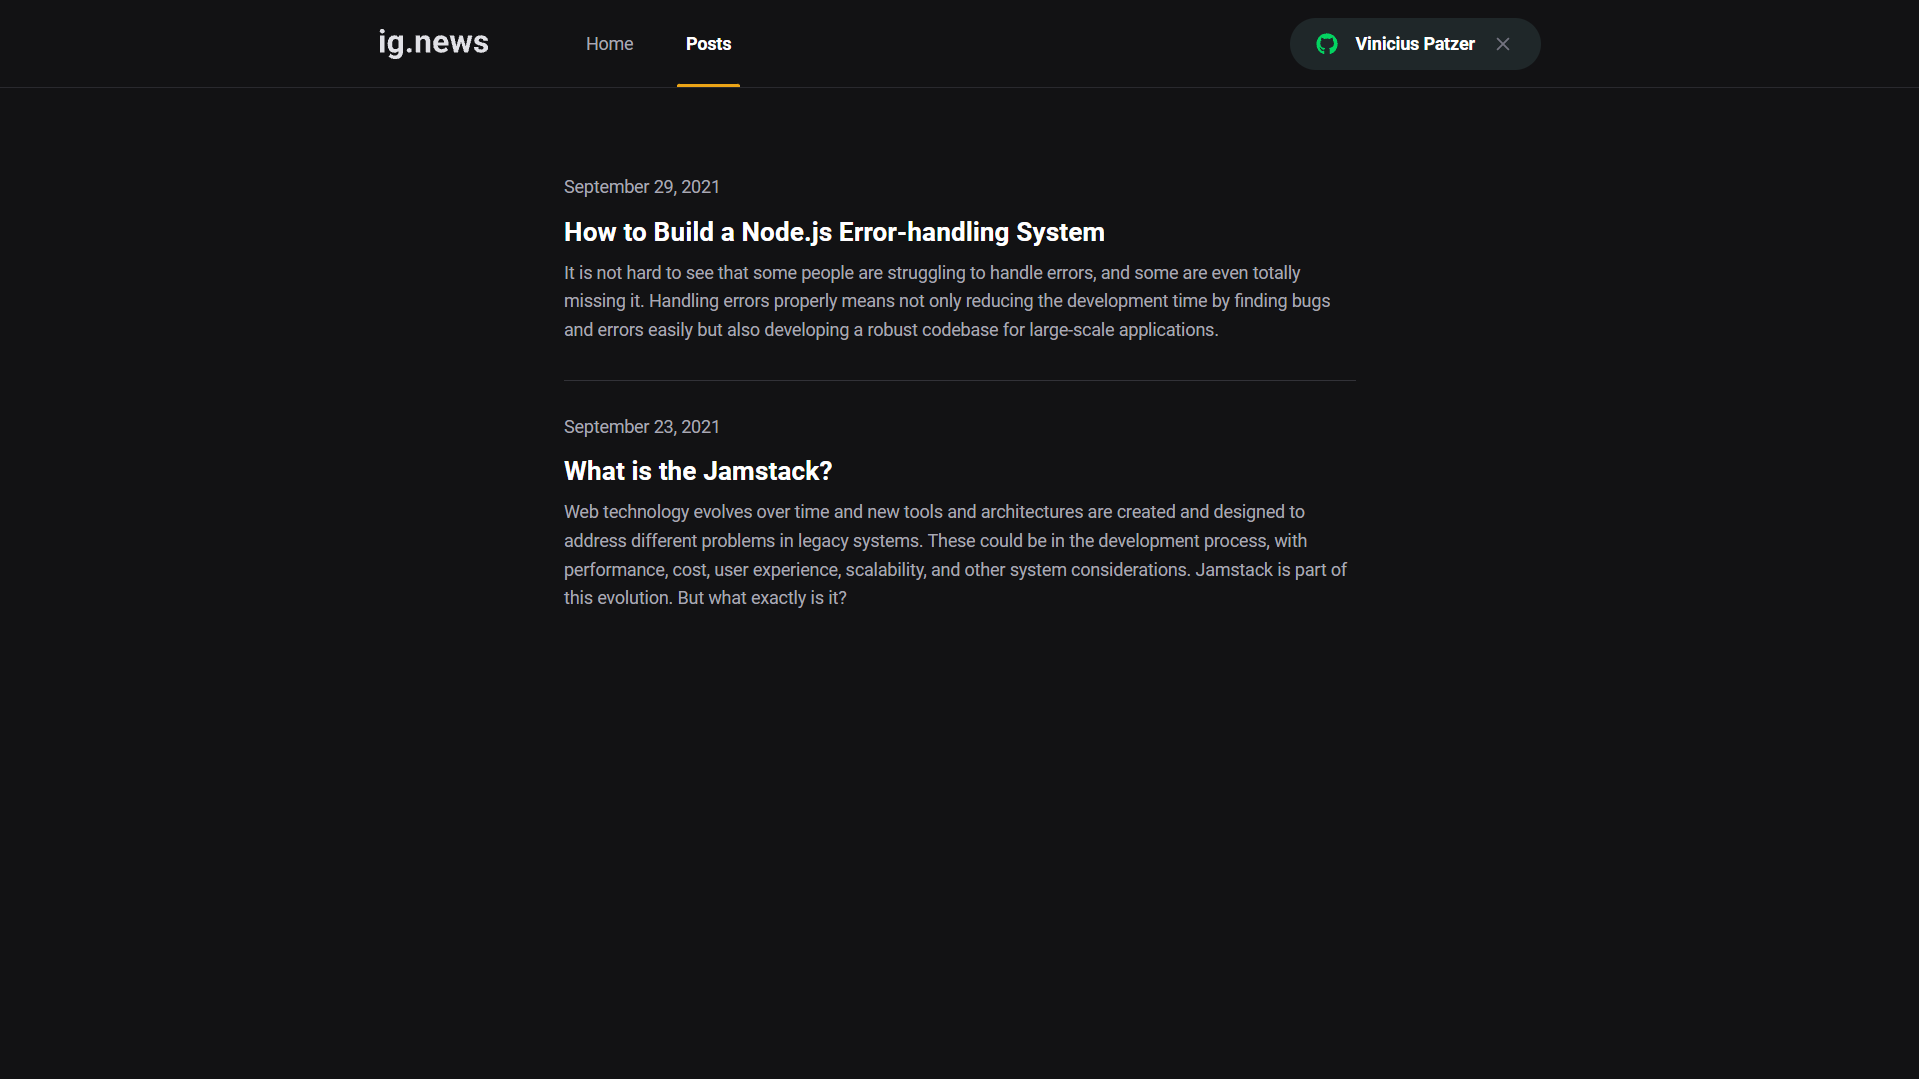 ig.news
Home
Posts
Vinicius Patzer
September 29, 2021
How to Build a Node.js Error-handling System
It is not hard to see that some people are struggling to handle errors, and some are even totally
missing it. Handling errors properly means not only reducing the development time by finding bugs
and errors easily but also developing a robust codebase for large-scale applications.
September 23, 2021
What is the Jamstack?
Web technology evolves over time and new tools and architectures are created and designed to
address different problems in legacy systems. These could be in the development process, with
performance, cost, user experience, scalability, and other system considerations. Jamstack is part of
this evolution. But what exactly is it?